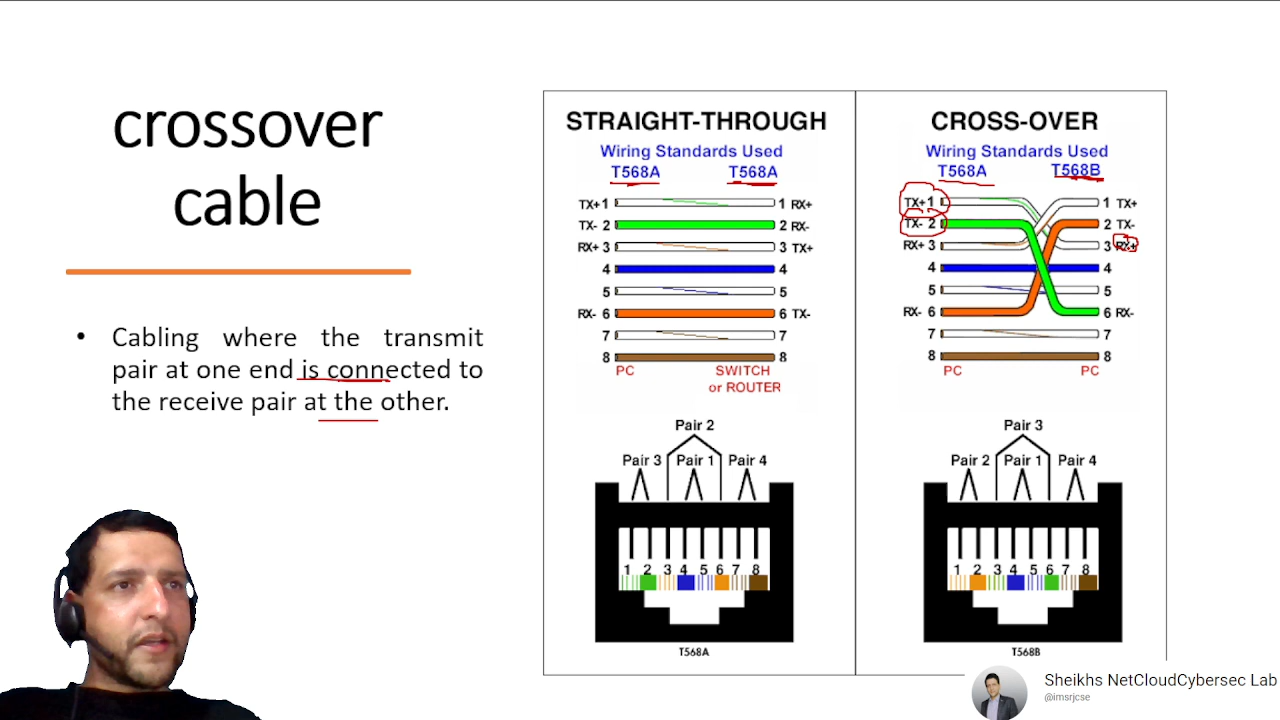 crossover
cable
• Cabling where the transmit
pair at one end is connected to
the receive pair at the other.
STRAIGHT-THROUGH
Wiring Standards Used
T568A T568A
TX+ 1 1 RX+
TX- 2 2 RX-
RX+ 3 3 TX+
4 4
5 5
RX- 6 6 TX-
7 7
8 8
PC SWITCH
or ROUTER
Pair 2
Pair 3 Pair 1 Pair 4
1 2 3 4 5 6 7 8
T568A
CROSS-OVER
Wiring Standards Used
T568A T568B
TX+ 1 1 TX+
TX- 2 2 TX-
RX+ 3 3 RX+
4 4
5 5
RX- 6 6 RX-
7 7
8 8
PC PC
Pair 3
Pair 2 Pair 1 Pair 4
1 2 3 4 5 6 7 8
T568B
Sheikhs NetCloudCybersec Lab
@imsrjcse